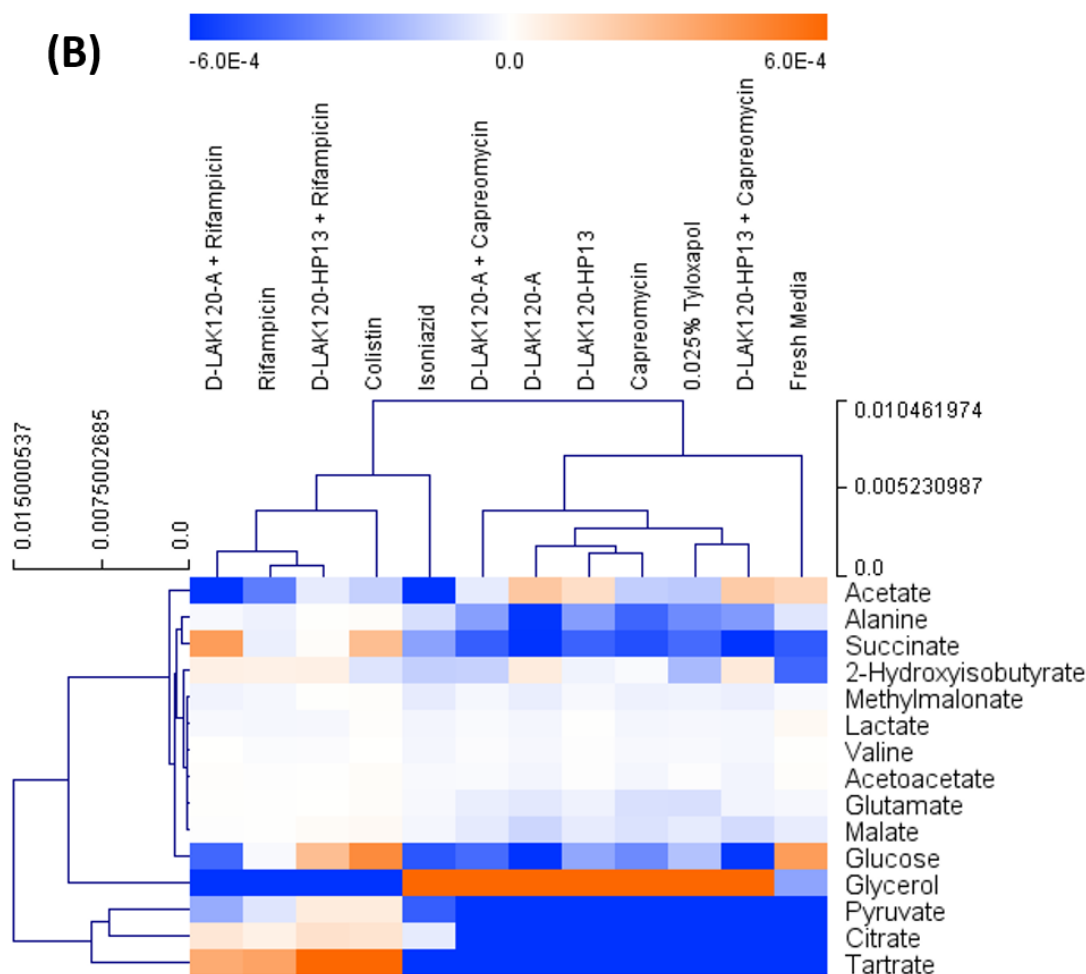 (B)
-6.0E-4 0.0 6.0E-4
D-LAK120-A + Rifampicin
Rifampicin
D-LAK120-HP13 + Rifampicin
Colistin
Isoniazid
D-LAK120-A + Capreomycin
D-LAK120-A
D-LAK120-HP13
Capreomycin
0.025% Tyloxapol
D-LAK120-HP13 + Capreomycin
Fresh Media
0.015000537
0.0075002685
0.0
0.010461974
0.005230987
0.0
Acetate
Alanine
Succinate
2-Hydroxyisobutyrate
Methylmalonate
Lactate
Valine
Acetoacetate
Glutamate
Malate
Glucose
Glycerol
Pyruvate
Citrate
Tartrate